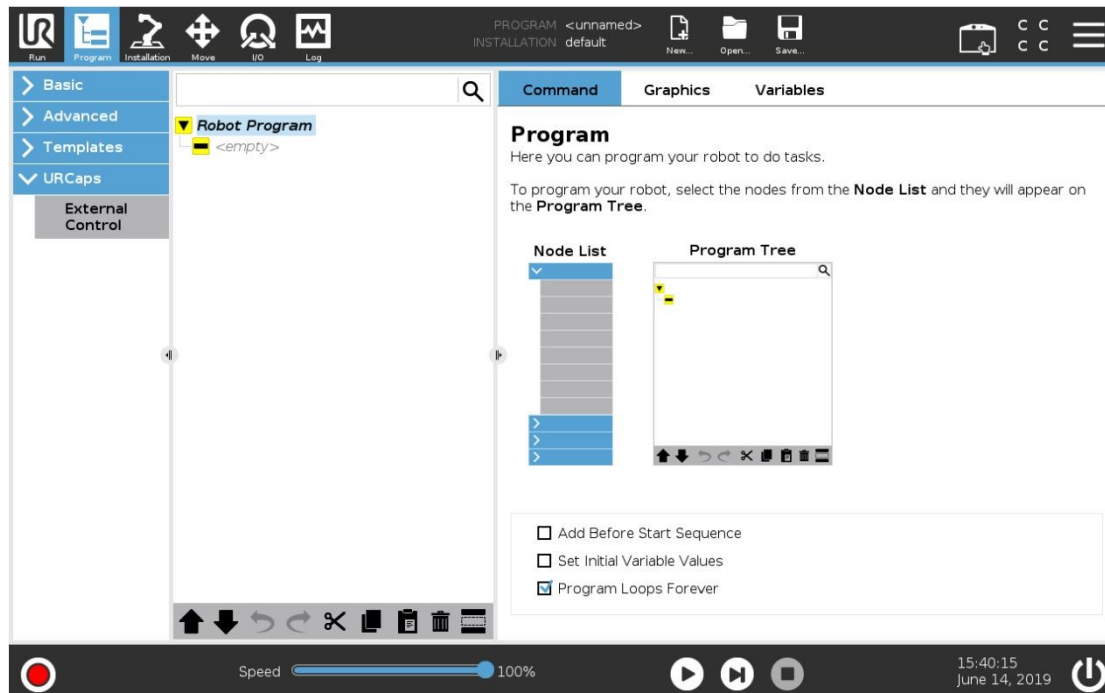 UR
PROGRAM <unnamed>
INSTALLATION default
Run
Program
Installation
Move
I/O
Log
New...
Open...
Save...
C C
C C
Basic
Advanced
Templates
URCaps
External
Control
Robot Program
<empty>
Command
Graphics
Variables
Program
Here you can program your robot to do tasks.
To program your robot, select the nodes from the Node List and they will appear on
the Program Tree.
Node List
Program Tree
Add Before Start Sequence
Set Initial Variable Values
Program Loops Forever
Speed
100%
15:40:15
June 14, 2019